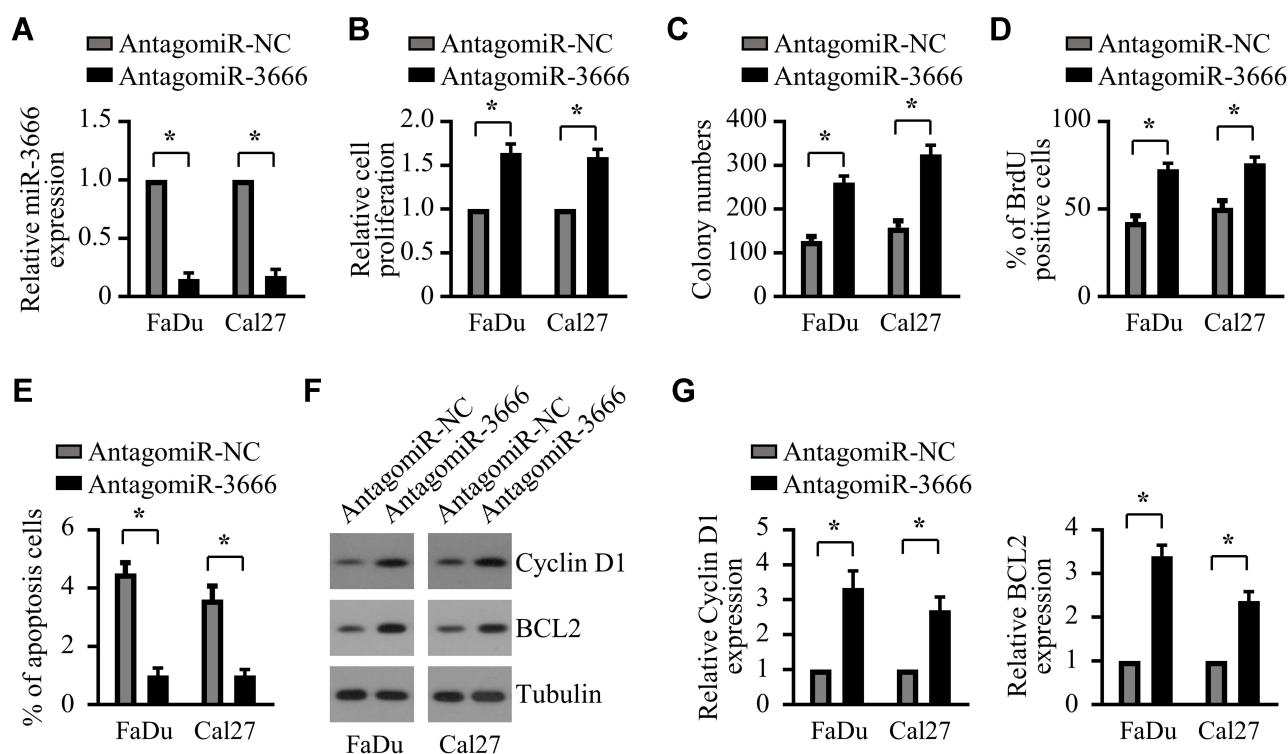 A
AntagomiR-NC
AntagomiR-3666
Relative miR-3666
expression
1.5
1.0
0.5
0
*
*
FaDu
Cal27
B
AntagomiR-NC
AntagomiR-3666
Relative cell
proliferation
2.0
1.5
1.0
0.5
0
*
*
FaDu
Cal27
C
AntagomiR-NC
AntagomiR-3666
Colony numbers
400
300
200
100
0
*
*
FaDu
Cal27
D
AntagomiR-NC
AntagomiR-3666
% of BrdU
positive cells
100
50
0
*
*
FaDu
Cal27
E
AntagomiR-NC
AntagomiR-3666
% of apoptosis cells
6
4
2
0
*
*
FaDu
Cal27
F
AntagomiR-NC
AntagomiR-3666
AntagomiR-NC
AntagomiR-3666
Cyclin D1
BCL2
Tubulin
FaDu
Cal27
G
AntagomiR-NC
AntagomiR-3666
Relative Cyclin D1
expression
5
4
3
2
1
0
*
*
FaDu
Cal27
Relative BCL2
expression
4
3
2
1
0
*
*
FaDu
Cal27